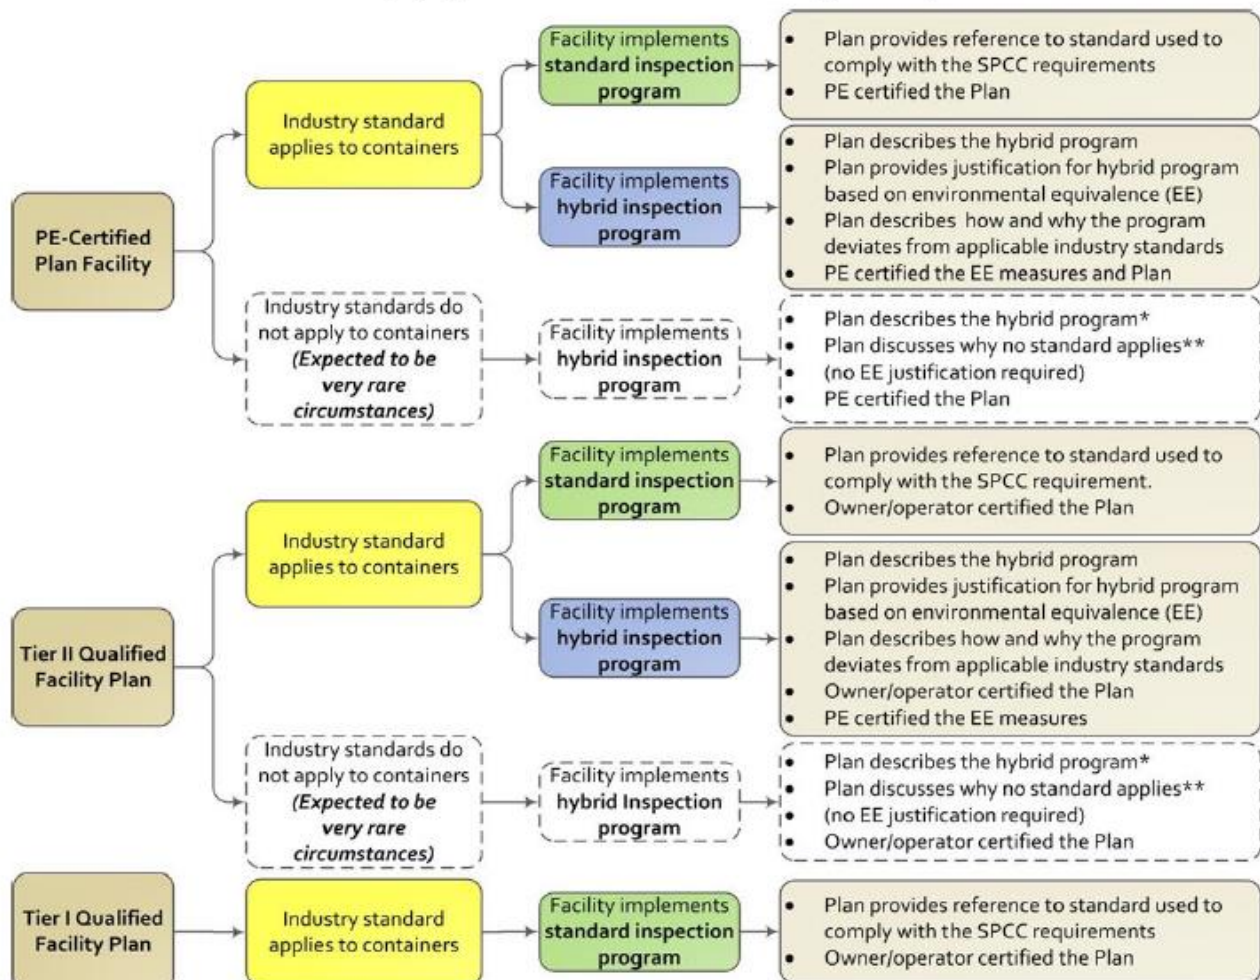 PE-Certified
Plan Facility
Industry standard
applies to containers
Facility implements
standard inspection
program
• Plan provides reference to standard used to
comply with the SPCC requirements
• PE certified the Plan
Facility implements
hybrid inspection
program
• Plan describes the hybrid program
• Plan provides justification for hybrid program
based on environmental equivalence (EE)
• Plan describes how and why the program
deviates from applicable industry standards
• PE certified the EE measures and Plan
Industry standards do
not apply to containers
(Expected to be
very rare
circumstances)
Facility implements
hybrid inspection
program
• Plan describes the hybrid program*
• Plan discusses why no standard applies**
• (no EE justification required)
• PE certified the Plan
Tier II Qualified
Facility Plan
Industry standard
applies to containers
Facility implements
standard inspection
program
• Plan provides reference to standard used to
comply with the SPCC requirement.
• Owner/operator certified the Plan
Facility implements
hybrid inspection
program
• Plan describes the hybrid program
• Plan provides justification for hybrid program
based on environmental equivalence (EE)
• Plan describes how and why the program
deviates from applicable industry standards
• Owner/operator certified the Plan
• PE certified the EE measures
Industry standards do
not apply to containers
(Expected to be
very rare
circumstances)
Facility implements
hybrid Inspection
program
• Plan describes the hybrid program*
• Plan discusses why no standard applies**
• (no EE justification required)
• Owner/operator certified the Plan
Tier I Qualified
Facility Plan
Industry standard
applies to containers
Facility implements
standard inspection
program
• Plan provides reference to standard used to
comply with the SPCC requirements
• Owner/operator certified the Plan